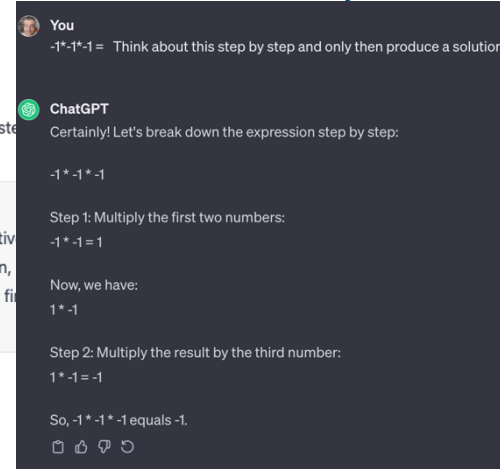 You
-1*-1*-1 = Think about this step by step and only then produce a solution
ChatGPT
Certainly! Let's break down the expression step by step:
-1 * -1 * -1
Step 1: Multiply the first two numbers:
-1 * -1 = 1
Now, we have:
1 * -1
Step 2: Multiply the result by the third number:
1 * -1 = -1
So, -1 * -1 * -1 equals -1.